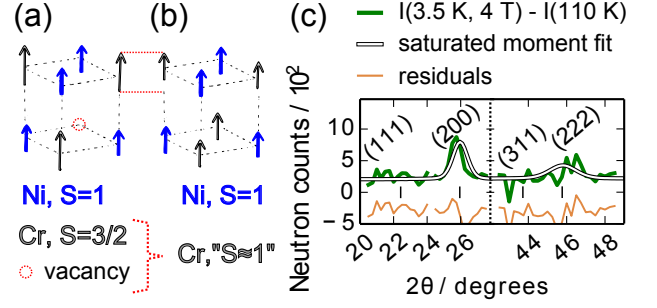 (a)
(b)
(c)
I(3.5 K, 4 T) - I(110 K)
saturated moment fit
residuals
Ni, S=1
Ni, S=1
Cr, S=3/2
vacancy
Cr,"S≈1"
Neutron counts / 10²
10
5
0
−5
(111)
(200)
(311)
(222)
20
22
24
26
44
46
48
2θ / degrees